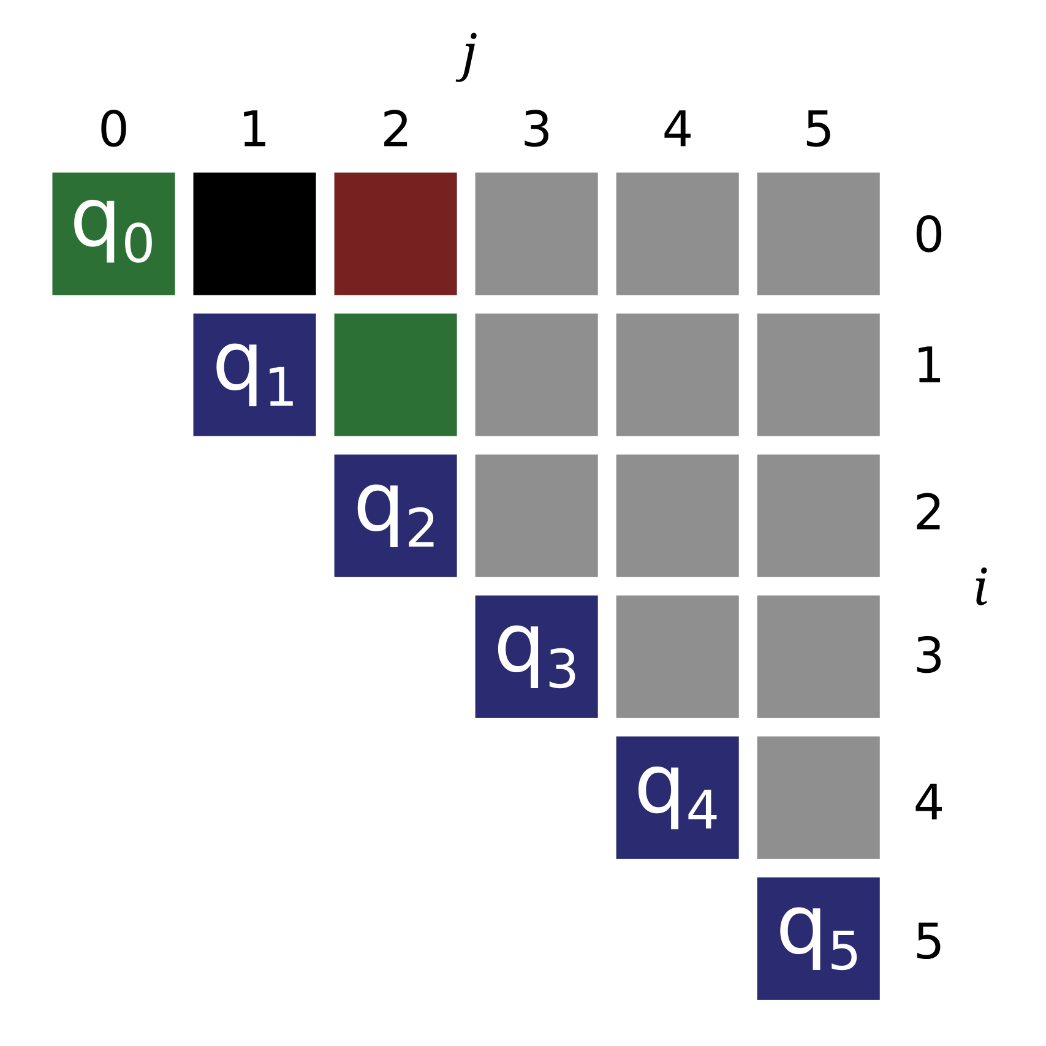 j
0 1 2 3 4 5
q₀ 0
q₁ 1
q₂ 2
i
q₃ 3
q₄ 4
q₅ 5